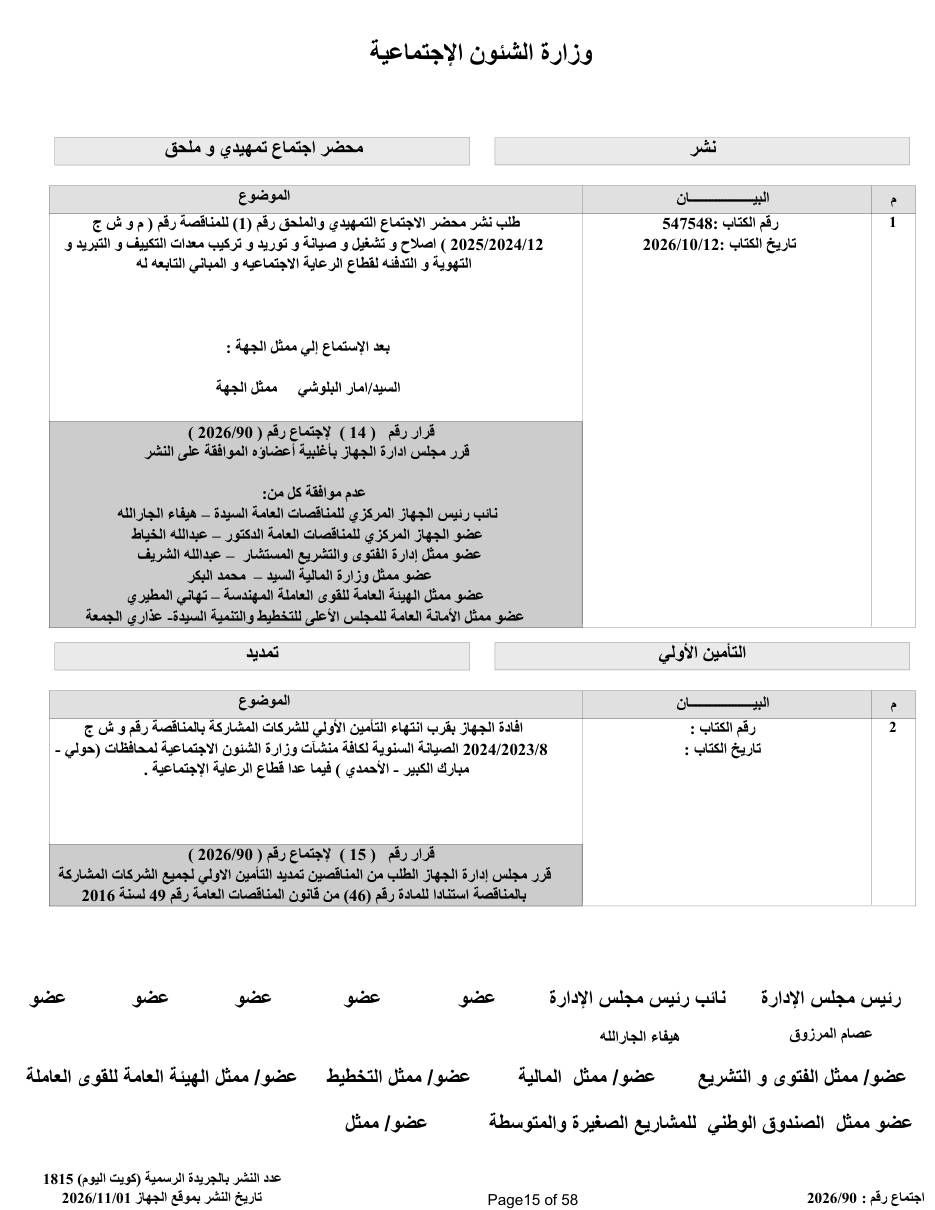 وزارة الشئون الإجتماعية
نشر
محضر اجتماع تمهيدي و ملحق
م
البيـــــــــــــــان
الموضوع
1
رقم الكتاب :547548
تاريخ الكتاب :2026/10/12
طلب نشر محضر الاجتماع التمهيدي والملحق رقم (1) للمناقصة رقم ( م و ش ج
2025/2024/12 ) اصلاح و تشغيل و صيانة و توريد و تركيب معدات التكييف و التبريد و
التهوية و التدفنه لقطاع الرعاية الاجتماعيه و المباني التابعه له
بعد الإستماع إلي ممثل الجهة :
السيد/امار البلوشي ممثل الجهة
قرار رقم ( 14 ) لإجتماع رقم ( 2026/90 )
قرر مجلس ادارة الجهاز بأغلبية أعضاؤه الموافقة على النشر
عدم موافقة كل من:
نائب رئيس الجهاز المركزي للمناقصات العامة السيدة – هيفاء الجارالله
عضو الجهاز المركزي للمناقصات العامة الدكتور – عبدالله الخياط
عضو ممثل إدارة الفتوى والتشريع المستشار – عبدالله الشريف
عضو ممثل وزارة المالية السيد – محمد البكر
عضو ممثل الهيئة العامة للقوى العاملة المهندسة – تهاني المطيري
عضو ممثل الأمانة العامة للمجلس الأعلى للتخطيط والتنمية السيدة- عذاري الجمعة
التأمين الأولي
تمديد
م
البيـــــــــــــــان
الموضوع
2
رقم الكتاب :
تاريخ الكتاب :
افادة الجهاز بقرب انتهاء التأمين الأولي للشركات المشاركة بالمناقصة رقم و ش ج
2024/2023/8 الصيانة السنوية لكافة منشآت وزارة الشئون الاجتماعية لمحافظات (حولي -
مبارك الكبير - الأحمدي ) فيما عدا قطاع الرعاية الإجتماعية .
قرار رقم ( 15 ) لإجتماع رقم ( 2026/90 )
قرر مجلس إدارة الجهاز الطلب من المناقصين تمديد التأمين الاولي لجميع الشركات المشاركة
بالمناقصة استنادا للمادة رقم (46) من قانون المناقصات العامة رقم 49 لسنة 2016
رئيس مجلس الإدارة نائب رئيس مجلس الإدارة عضو عضو عضو عضو عضو
عصام المرزوق هيفاء الجارالله
عضو/ ممثل الفتوى و التشريع عضو/ ممثل المالية عضو/ ممثل التخطيط عضو/ ممثل الهيئة العامة للقوى العاملة
عضو ممثل الصندوق الوطني للمشاريع الصغيرة والمتوسطة عضو/ ممثل
عدد النشر بالجريدة الرسمية (كويت اليوم) 1815
اجتماع رقم : 2026/90 Page15 of 58 تاريخ النشر بموقع الجهاز 2026/11/01